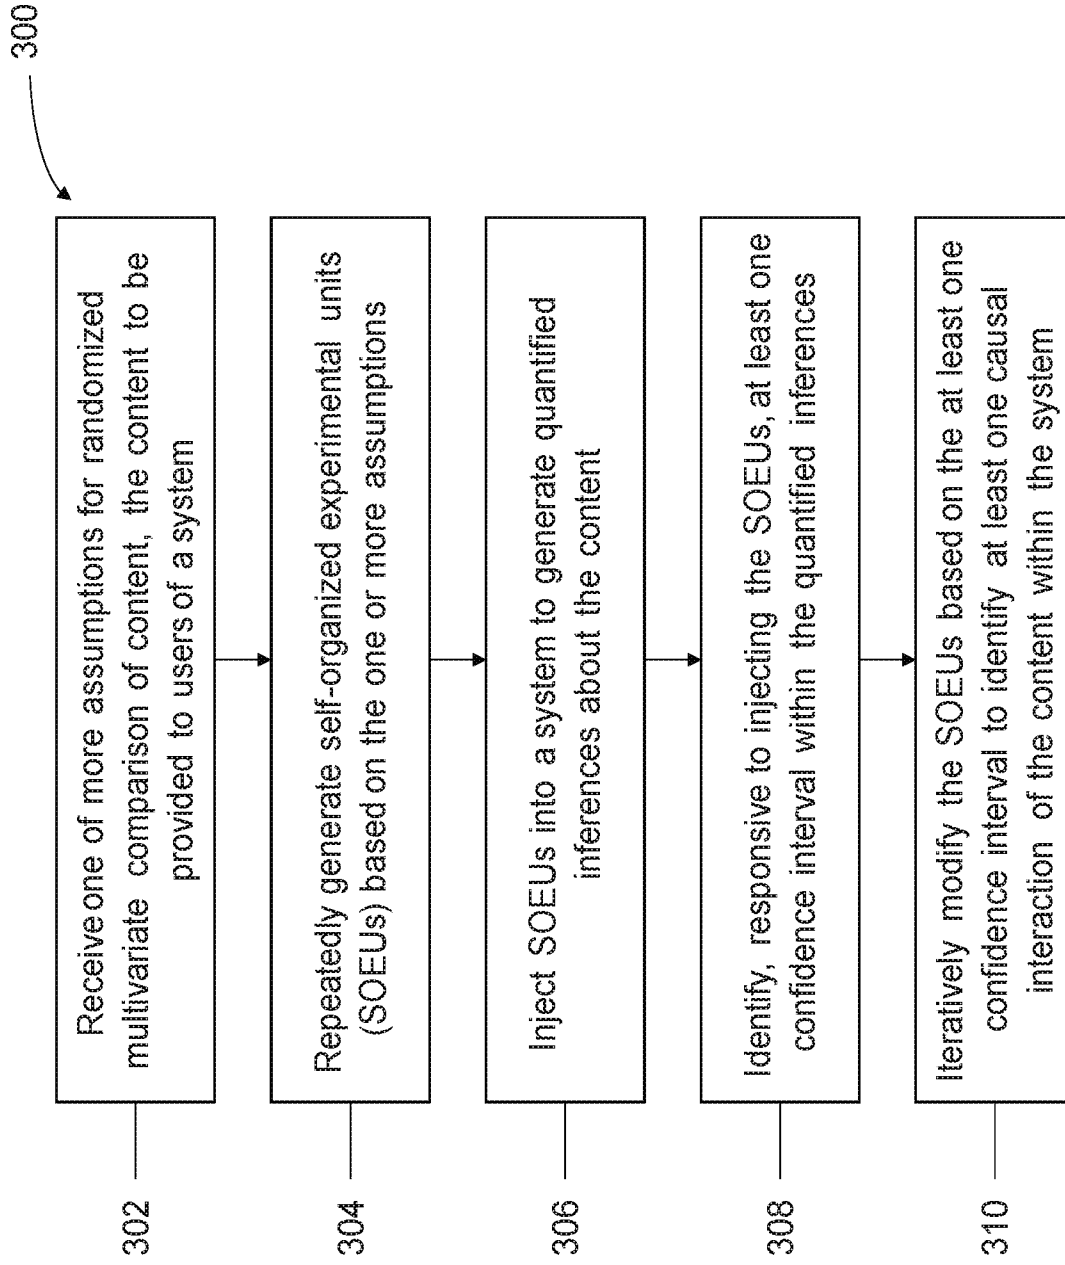 300
302
Receive one of more assumptions for randomized
multivariate comparison of content, the content to be
provided to users of a system
304
Repeatedly generate self-organized experimental units
(SOEUs) based on the one or more assumptions
306
Inject SOEUs into a system to generate quantified
inferences about the content
308
Identify, responsive to injecting the SOEUs, at least one
confidence interval within the quantified inferences
310
Iteratively modify the SOEUs based on the at least one
confidence interval to identify at least one causal
interaction of the content within the system